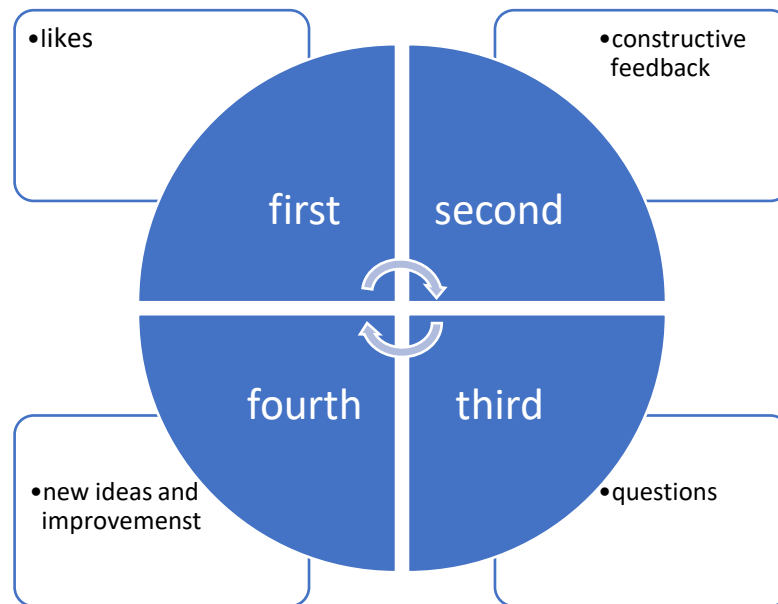 •likes
•constructive
feedback
first
second
fourth
third
•new ideas and
improvemenst
•questions